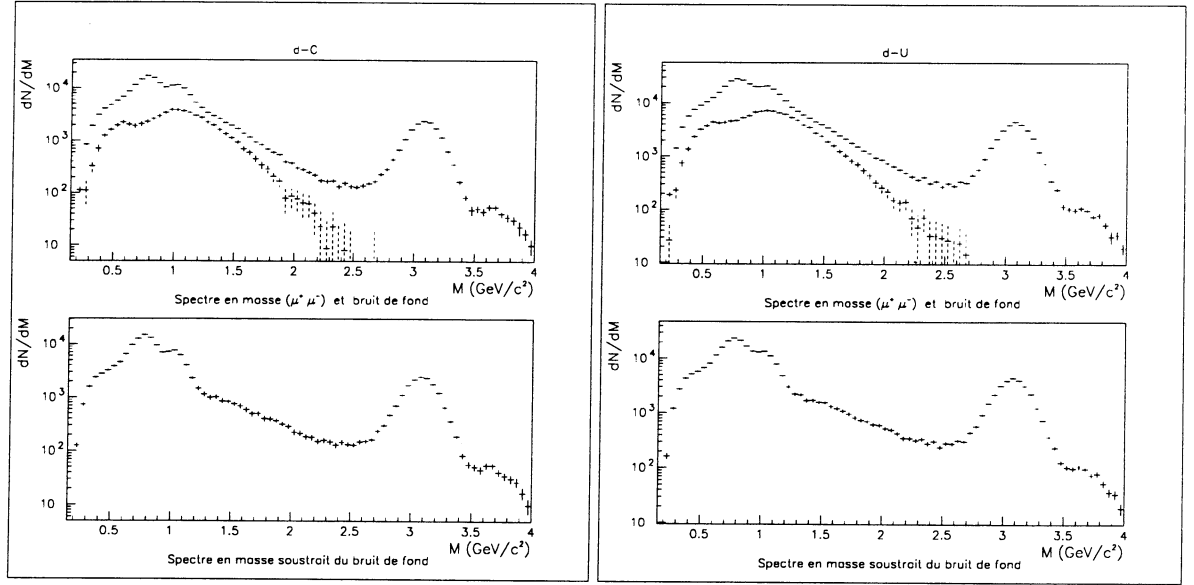 d-C
dN/dM
10⁴
10³
10²
10
0.5 1 1.5 2 2.5 3 3.5 4
M (GeV/c²)
Spectre en masse (μ⁺ μ⁻) et bruit de fond
dN/dM
10⁴
10³
10²
10
0.5 1 1.5 2 2.5 3 3.5 4
M (GeV/c²)
Spectre en masse soustrait du bruit de fond
d-U
dN/dM
10⁴
10³
10²
10
0.5 1 1.5 2 2.5 3 3.5 4
M (GeV/c²)
Spectre en masse (μ⁺ μ⁻) et bruit de fond
dN/dM
10⁴
10³
10²
10
0.5 1 1.5 2 2.5 3 3.5 4
M (GeV/c²)
Spectre en masse soustrait du bruit de fond